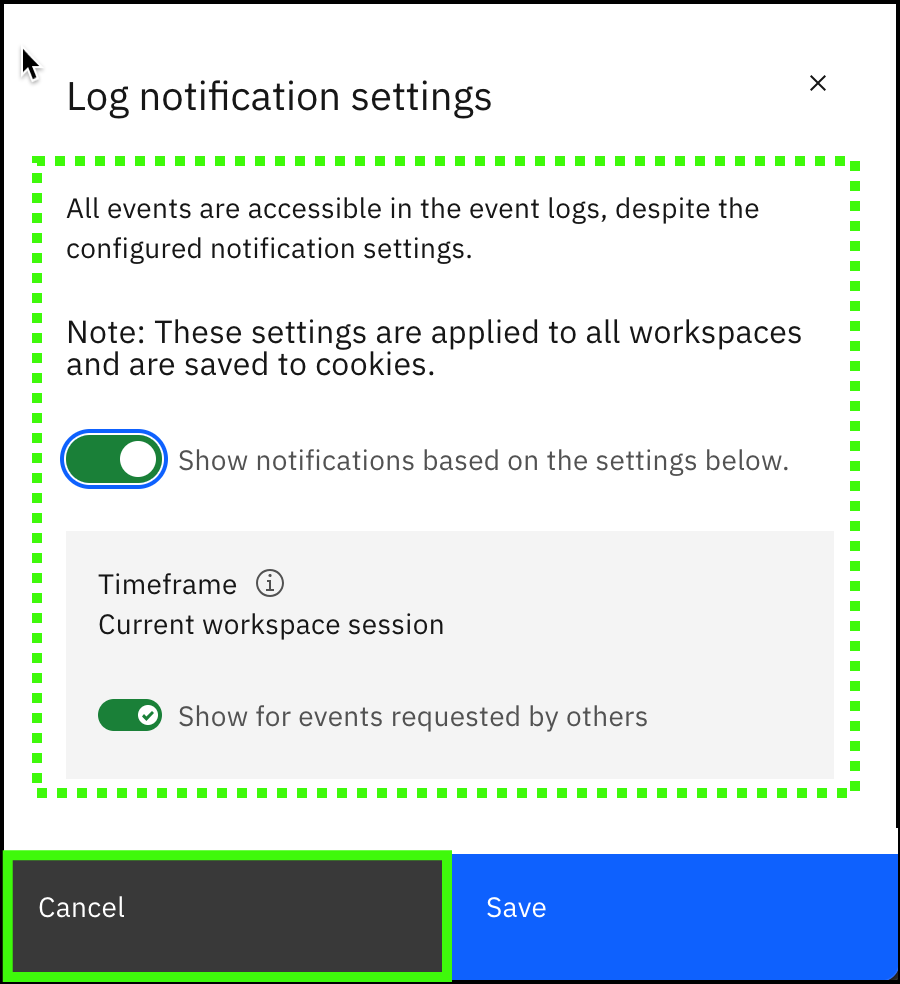 Log notification settings
All events are accessible in the event logs, despite the
configured notification settings.
Note: These settings are applied to all workspaces
and are saved to cookies.
Show notifications based on the settings below.
Timeframe
Current workspace session
Show for events requested by others
Cancel
Save